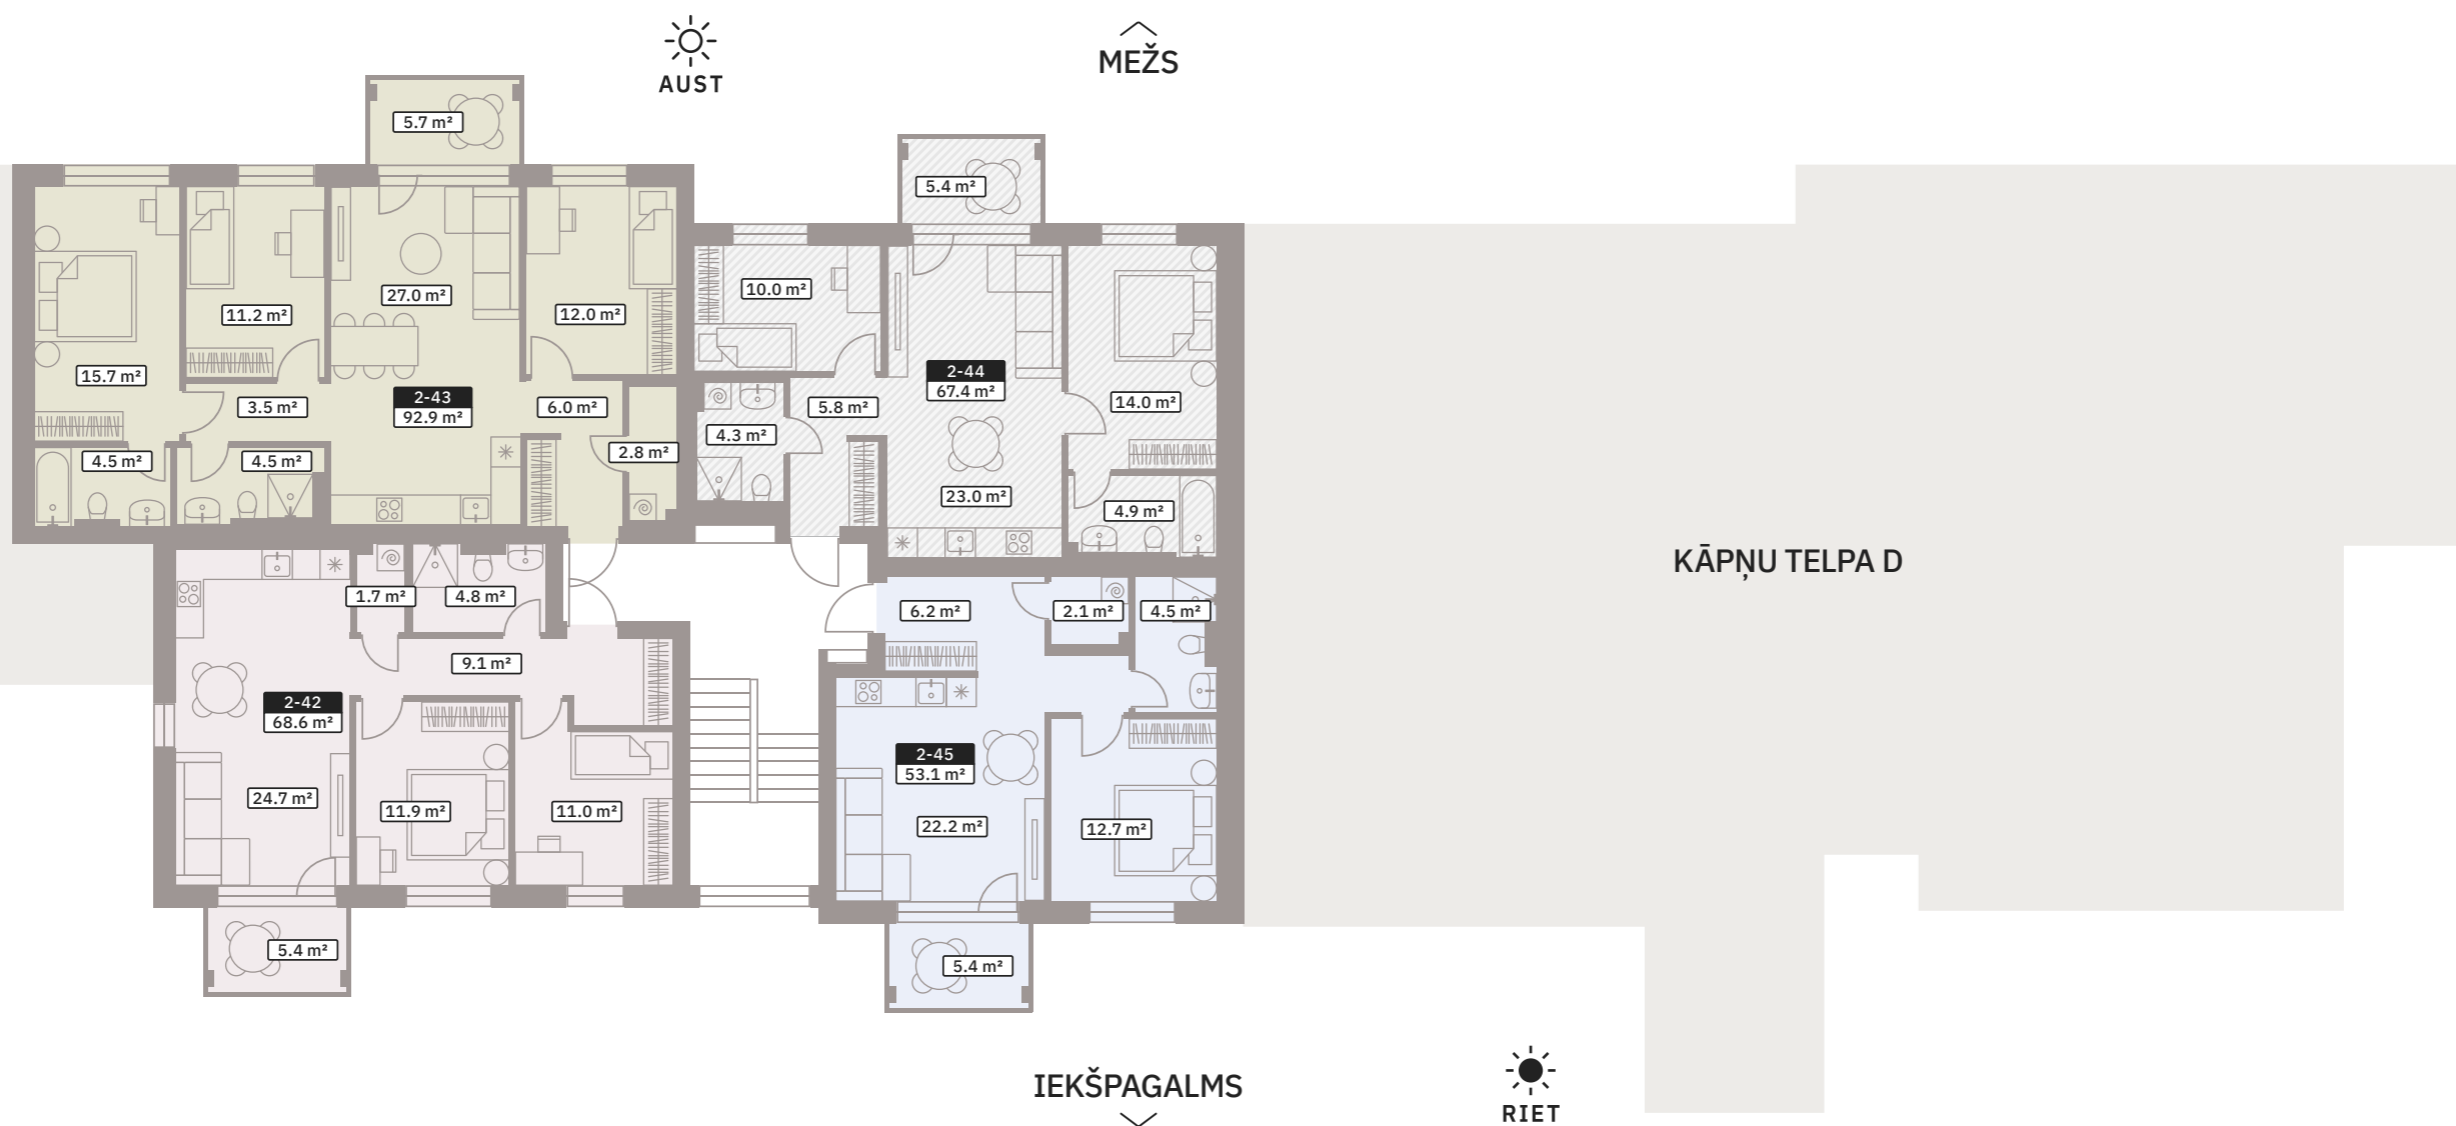 AUST
MEŽS
5.7 m²
5.4 m²
27.0 m²
11.2 m²
12.0 m²
10.0 m²
15.7 m²
3.5 m²
2-43
92.9 m²
6.0 m²
5.8 m²
2-44
67.4 m²
14.0 m²
4.5 m²
4.5 m²
2.8 m²
4.3 m²
23.0 m²
4.9 m²
KĀPŅU TELPA D
1.7 m²
4.8 m²
6.2 m²
2.1 m²
4.5 m²
9.1 m²
2-42
68.6 m²
2-45
53.1 m²
24.7 m²
11.9 m²
11.0 m²
22.2 m²
12.7 m²
5.4 m²
5.4 m²
IEKŠPAGALMS
RIET